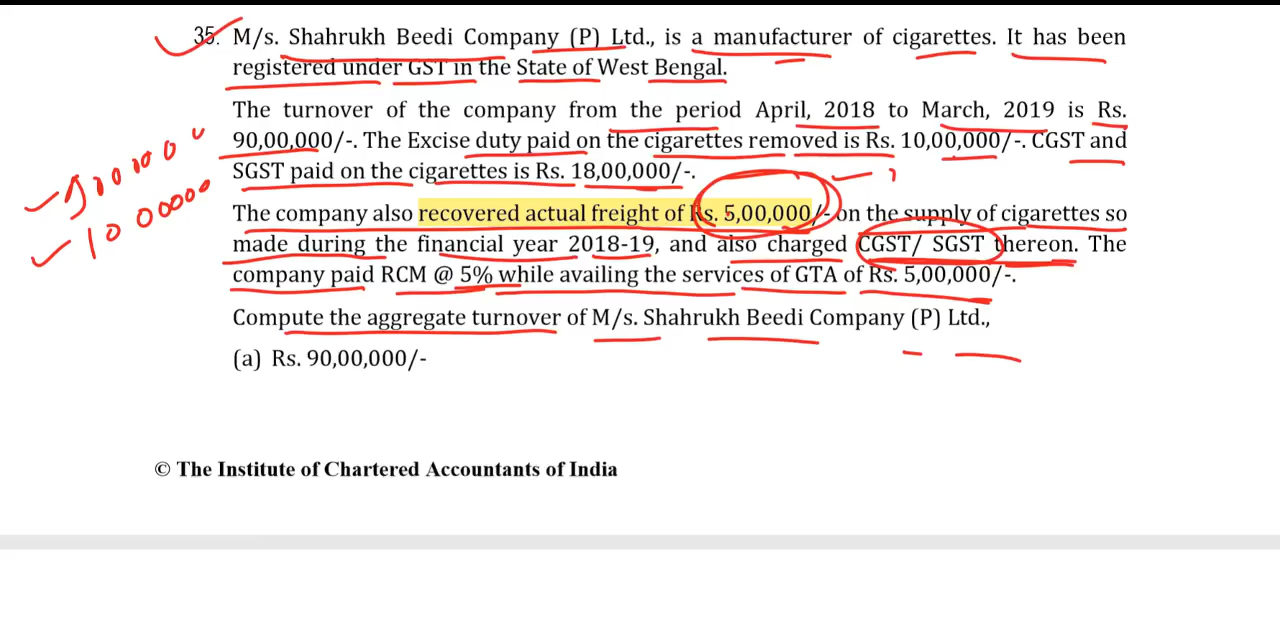 35. M/s. Shahrukh Beedi Company (P) Ltd., is a manufacturer of cigarettes. It has been
registered under GST in the State of West Bengal.
The turnover of the company from the period April, 2018 to March, 2019 is Rs.
90,00,000/-. The Excise duty paid on the cigarettes removed is Rs. 10,00,000/-. CGST and
SGST paid on the cigarettes is Rs. 18,00,000/-.
The company also recovered actual freight of Rs. 5,00,000/- on the supply of cigarettes so
made during the financial year 2018-19, and also charged CGST/ SGST thereon. The
company paid RCM @ 5% while availing the services of GTA of Rs. 5,00,000/-.
Compute the aggregate turnover of M/s. Shahrukh Beedi Company (P) Ltd.,
(a) Rs. 90,00,000/-
© The Institute of Chartered Accountants of India